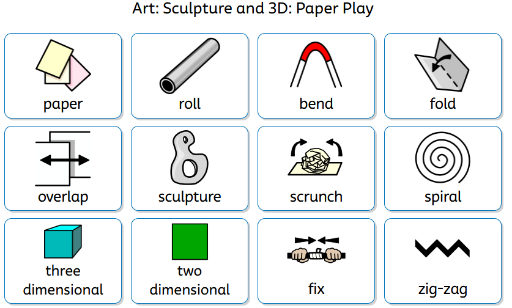 Art: Sculpture and 3D: Paper Play
paper
roll
bend
fold
overlap
sculpture
scrunch
spiral
three
dimensional
two
dimensional
fix
zig-zag